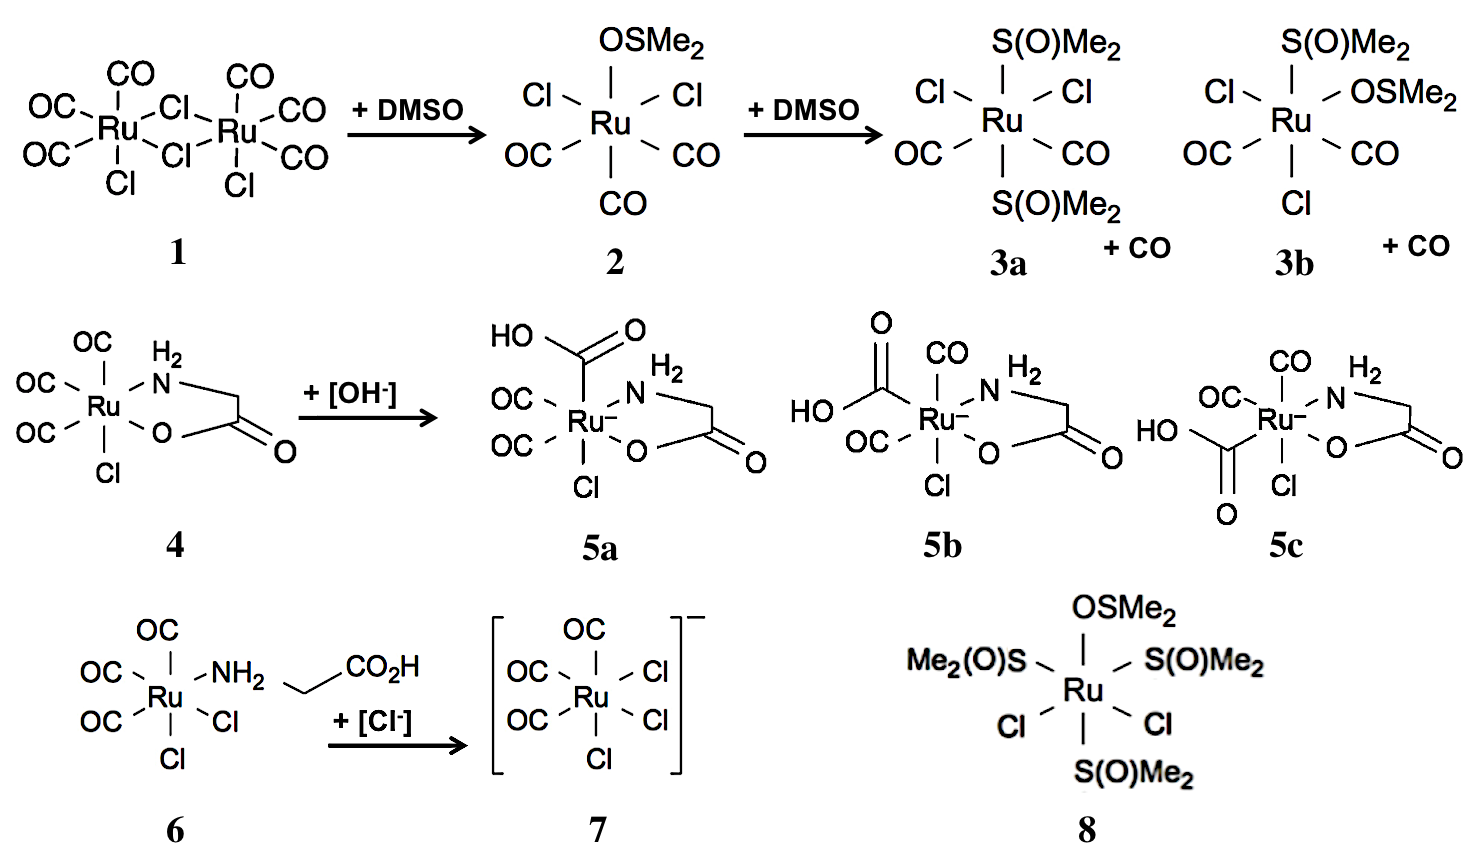 OSMe2
S(O)Me2
S(O)Me2
CO
CO
Cl
Cl
Cl
Cl
Cl
OSMe2
OC
Cl
CO
+ DMSO
+ DMSO
Ru
Ru
Ru
Ru
Ru
OC
Cl
CO
OC
CO
OC
CO
OC
CO
Cl
Cl
CO
S(O)Me2
Cl
1
2
3a
+ CO
3b
+ CO
HO
O
O
OC
H2
N
H2
N
CO
H2
N
CO
H2
N
OC
OC
OC
+ [OH-]
HO
HO
Ru
Ru–
Ru–
Ru–
OC
O
O
OC
O
O
OC
O
O
O
O
Cl
Cl
Cl
Cl
O
4
5a
5b
5c
OC
OC
–
OSMe2
OC
NH2
CO2H
OC
Cl
Me2(O)S
S(O)Me2
Ru
Ru
Ru
OC
Cl
+ [Cl-]
OC
Cl
Cl
Cl
Cl
Cl
S(O)Me2
6
7
8